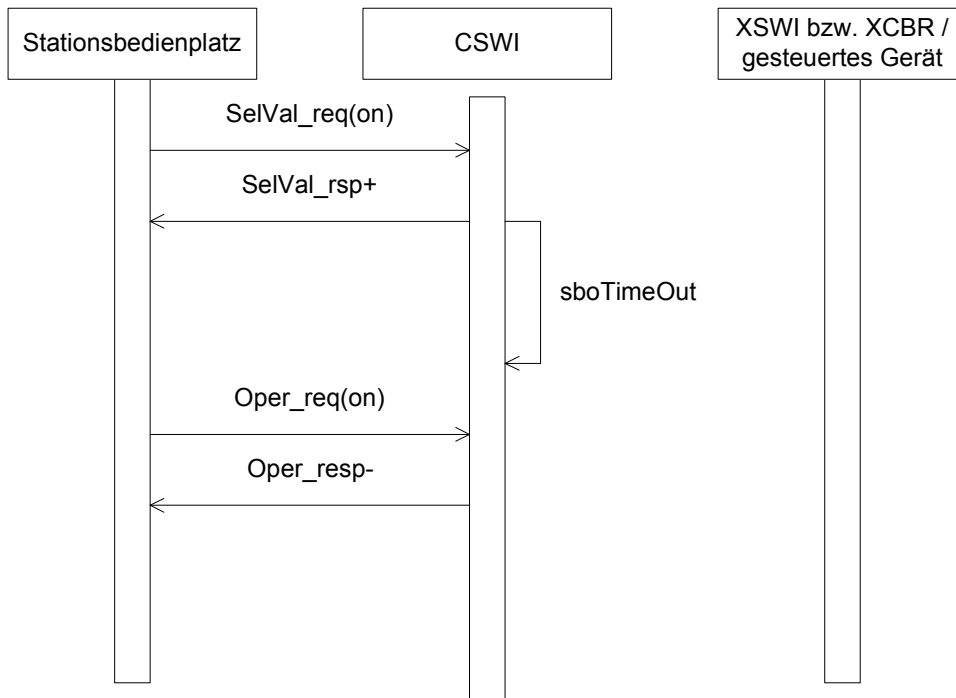 Stationsbedienplatz
CSWI
XSWI bzw. XCBR /
gesteuertes Gerät
SelVal_req(on)
SelVal_rsp+
sboTimeOut
Oper_req(on)
Oper_resp-